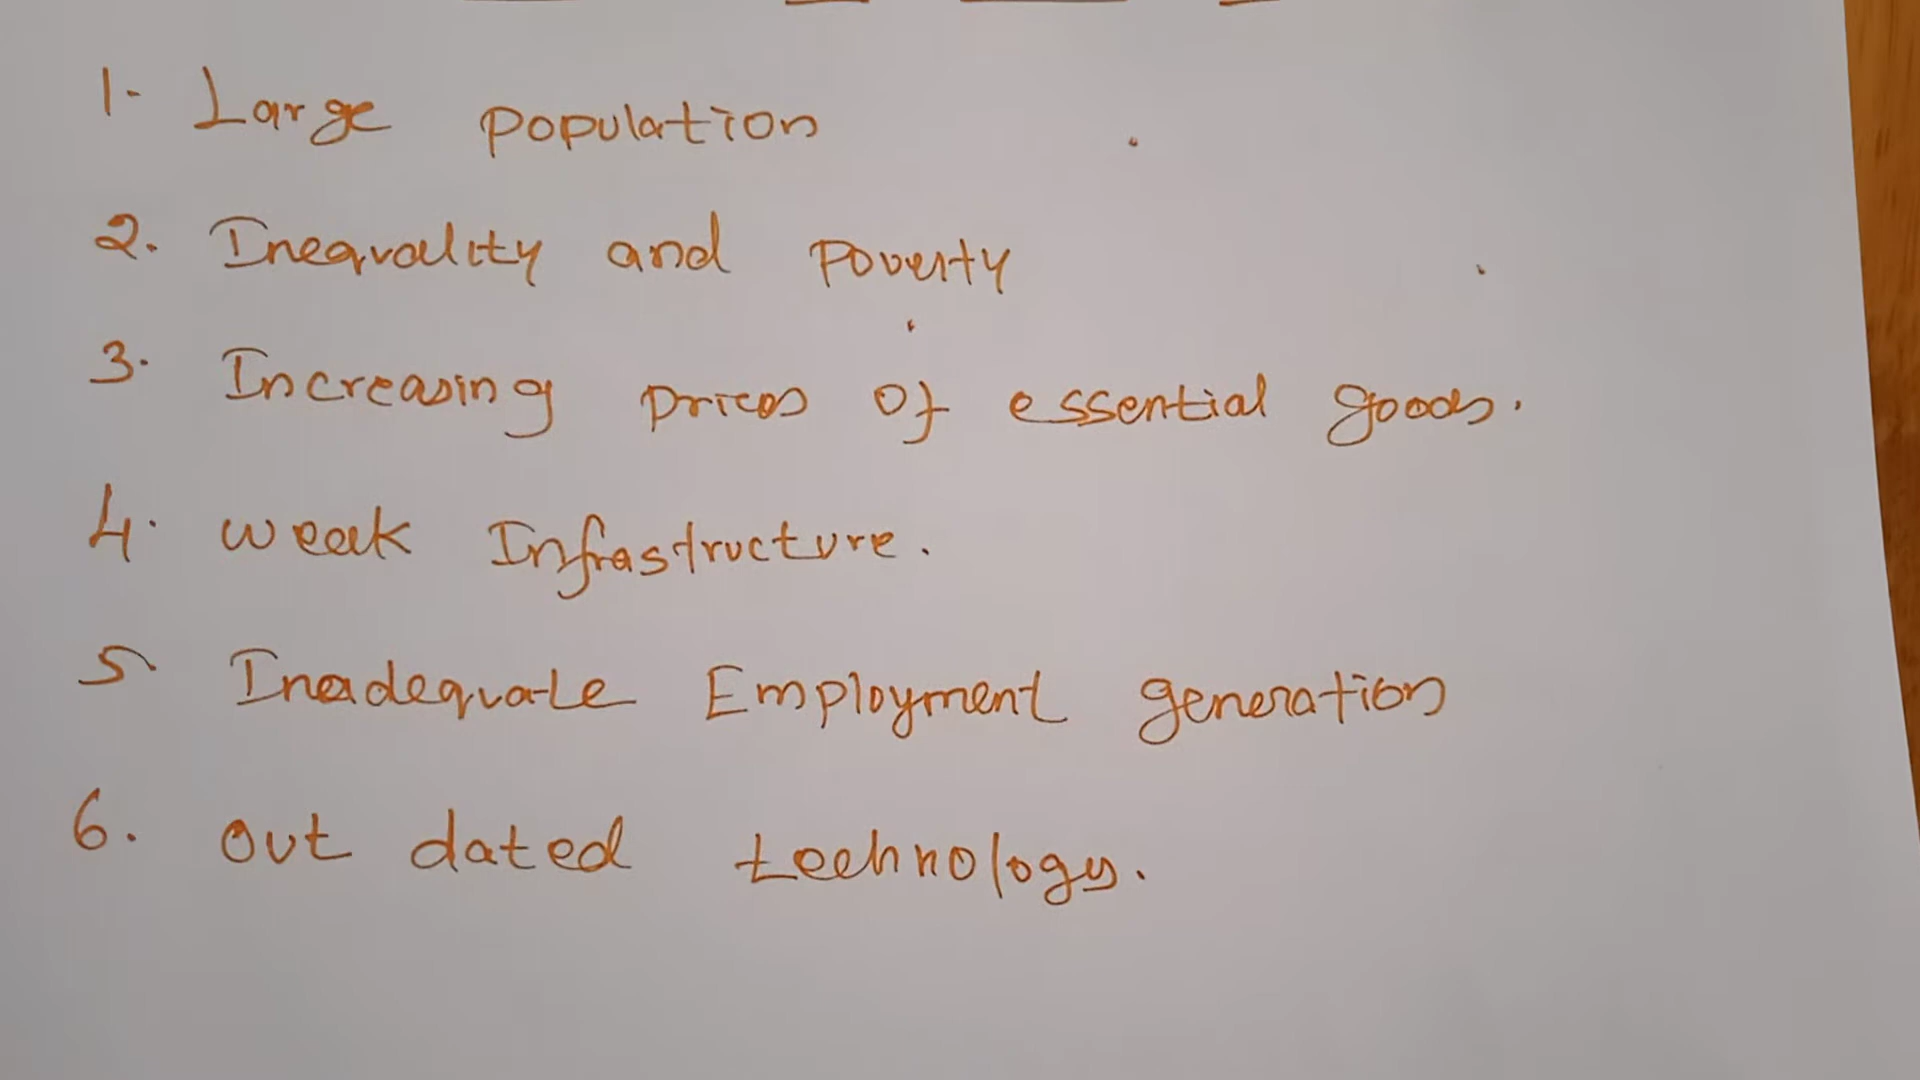 1. Large population
2. Inequality and Poverty
3. Increasing prices of essential goods.
4. weak Infrastructure.
5. Inadequate Employment generation
6. out dated technology.